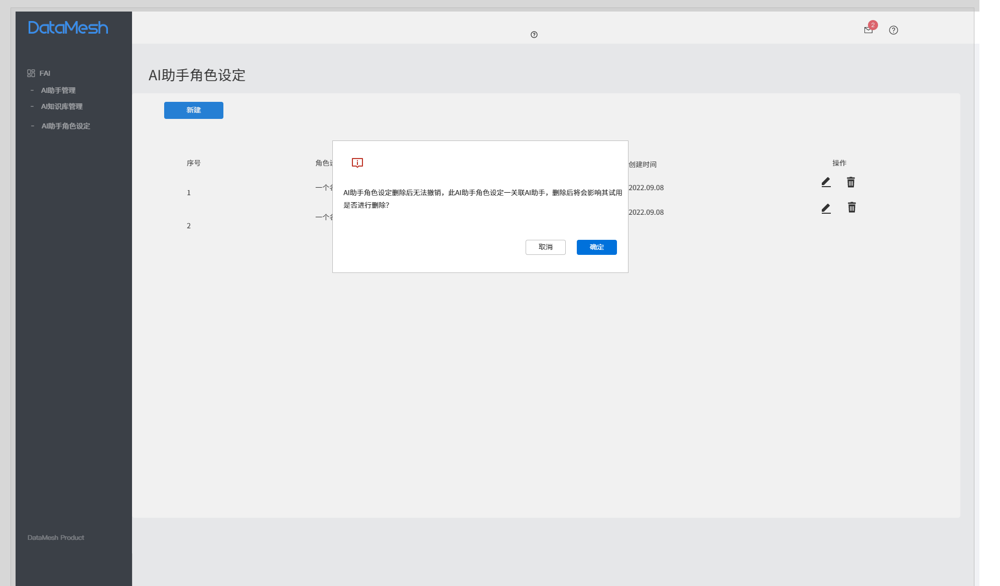 DataMesh
2
FAI
- AI助手管理
- AI知识库管理
- AI助手角色设定
AI助手角色设定
新建
序号
角色
创建时间
操作
1
一个
2022.09.08
2
一个
2022.09.08
AI助手角色设定删除后无法撤销，此AI助手角色设定一关联AI助手，删除后将会影响其试用
是否进行删除？
取消
确定
DataMesh Product